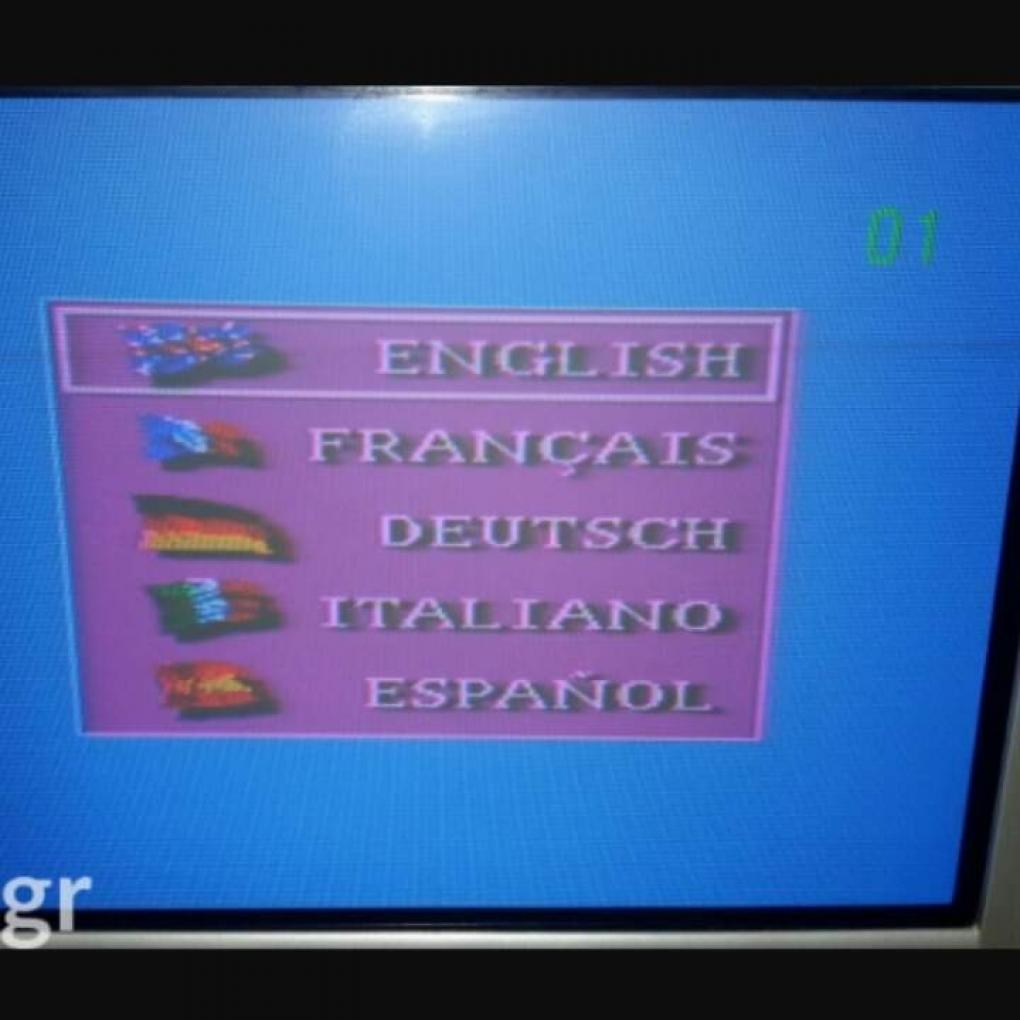 01
ENGLISH
FRANÇAIS
DEUTSCH
ITALIANO
ESPAÑOL
gr